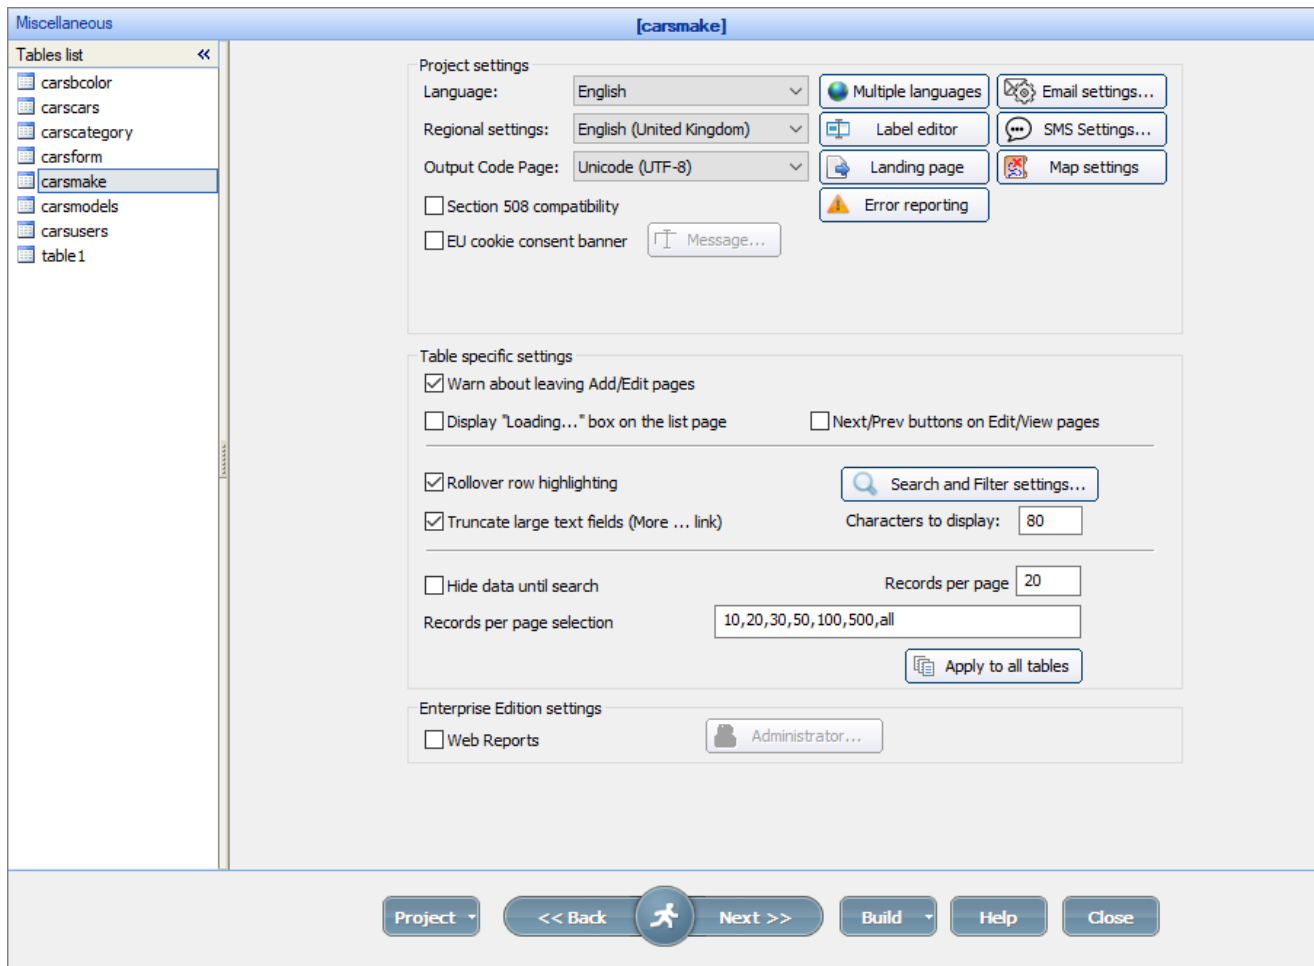 Miscellaneous
[carsmake]
Tables list «
carsbcolor
carscars
carscategory
carsform
carsmake
carsmodels
carsusers
table1
Project settings
Language: English Multiple languages Email settings...
Regional settings: English (United Kingdom) Label editor SMS Settings...
Output Code Page: Unicode (UTF-8) Landing page Map settings
Section 508 compatibility Error reporting
EU cookie consent banner Message...
Table specific settings
Warn about leaving Add/Edit pages
Display "Loading..." box on the list page Next/Prev buttons on Edit/View pages
Rollover row highlighting Search and Filter settings...
Truncate large text fields (More ... link) Characters to display: 80
Hide data until search Records per page 20
Records per page selection 10,20,30,50,100,500,all
Apply to all tables
Enterprise Edition settings
Web Reports Administrator...
Project << Back Next >> Build Help Close